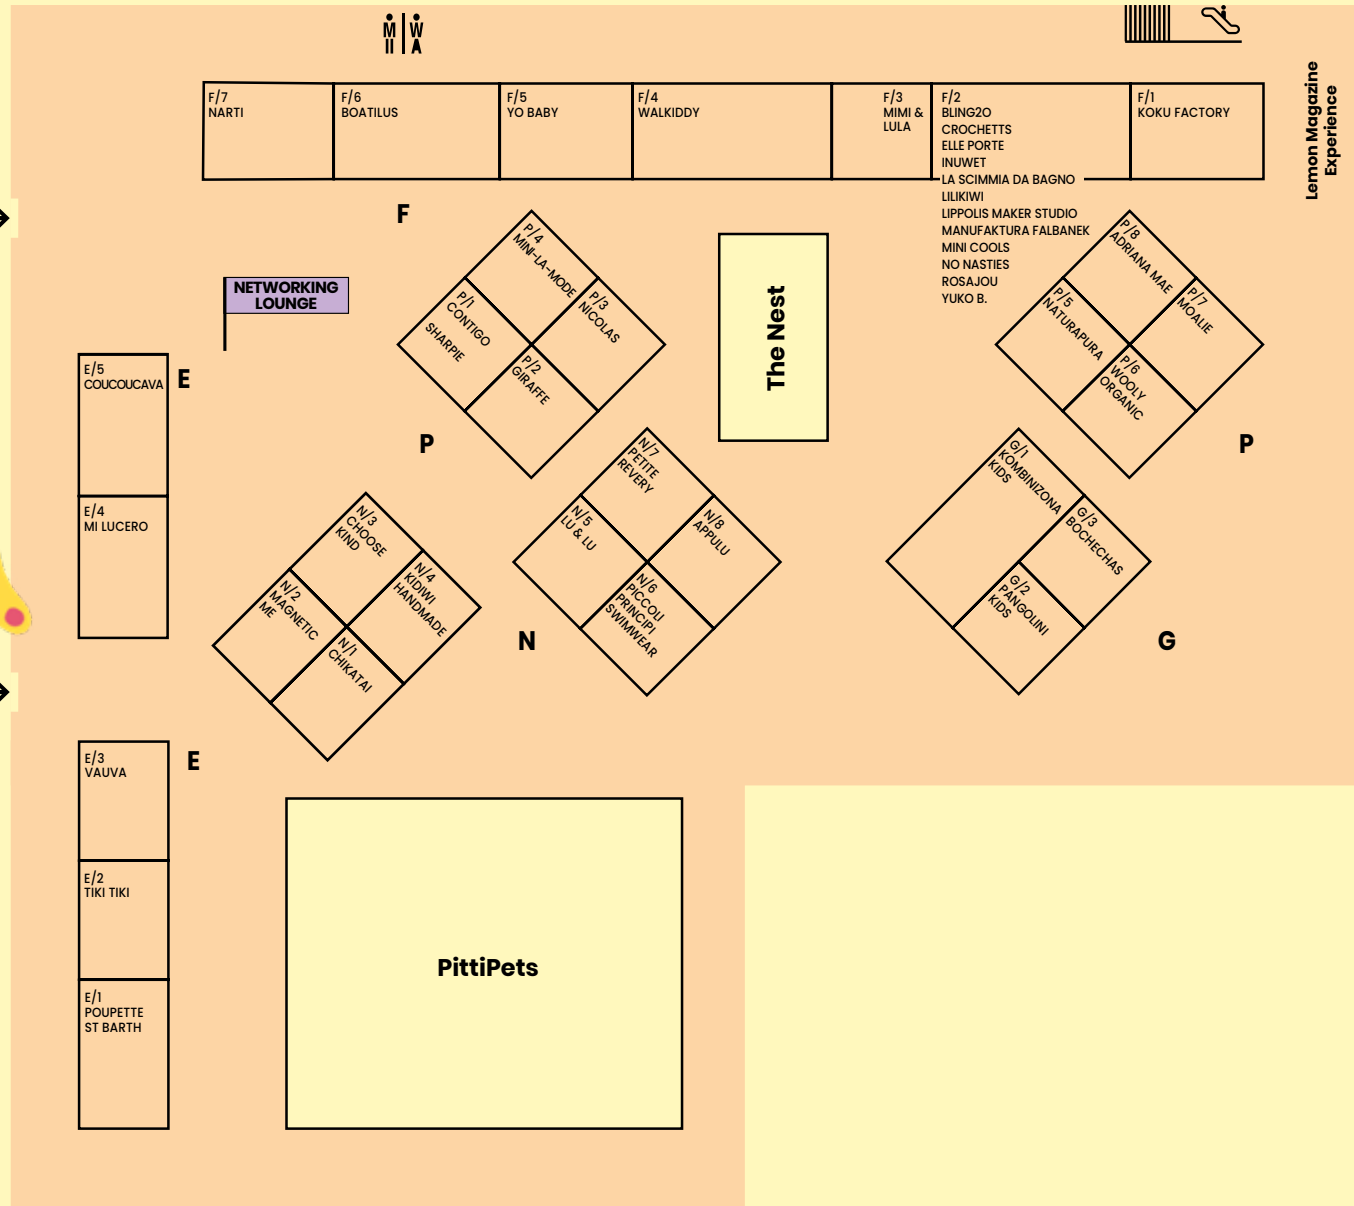 M W
II A
F/7
NARTI
F/6
BOATILUS
F/5
YO BABY
F/4
WALKIDDY
F/3
MIMI &
LULA
F/2
BLING2O
CROCHETTS
ELLE PORTE
INUWET
LA SCIMMIA DA BAGNO
LILIKIWI
LIPPOLIS MAKER STUDIO
MANUFAKTURA FALBANEK
MINI COOLS
NO NASTIES
ROSAJOU
YUKO B.
F/1
KOKU FACTORY
Lemon Magazine
Experience
F
NETWORKING
LOUNGE
P/4
MINI-LA-MODE
P/1
CONTIGO
SHARPIE
P/3
NICOLAS
P/2
GIRAFFE
P
The Nest
P/8
ADRIANA MAE
P/5
NATURAPURA
P/7
MOALIE
P/6
WOOLY
ORGANIC
P
E/5
COUCOUCAVA
E
E/4
MI LUCERO
N/3
CHOOSE
KIND
N/2
MAGNETIC
ME
N/4
KIDIWI
HANDMADE
N/1
CHIKATAI
N/7
PETITE
REVERY
N/5
LU & LU
N/8
APPULU
N/6
PICCOLI
PRINCIPI
SWIMWEAR
N
G/1
KOMBINIZONA
KIDS
G/3
BOCHECHAS
G/2
PANGOLINI
KIDS
G
E/3
VAUVA
E
E/2
TIKI TIKI
E/1
POUPETTE
ST BARTH
PittiPets